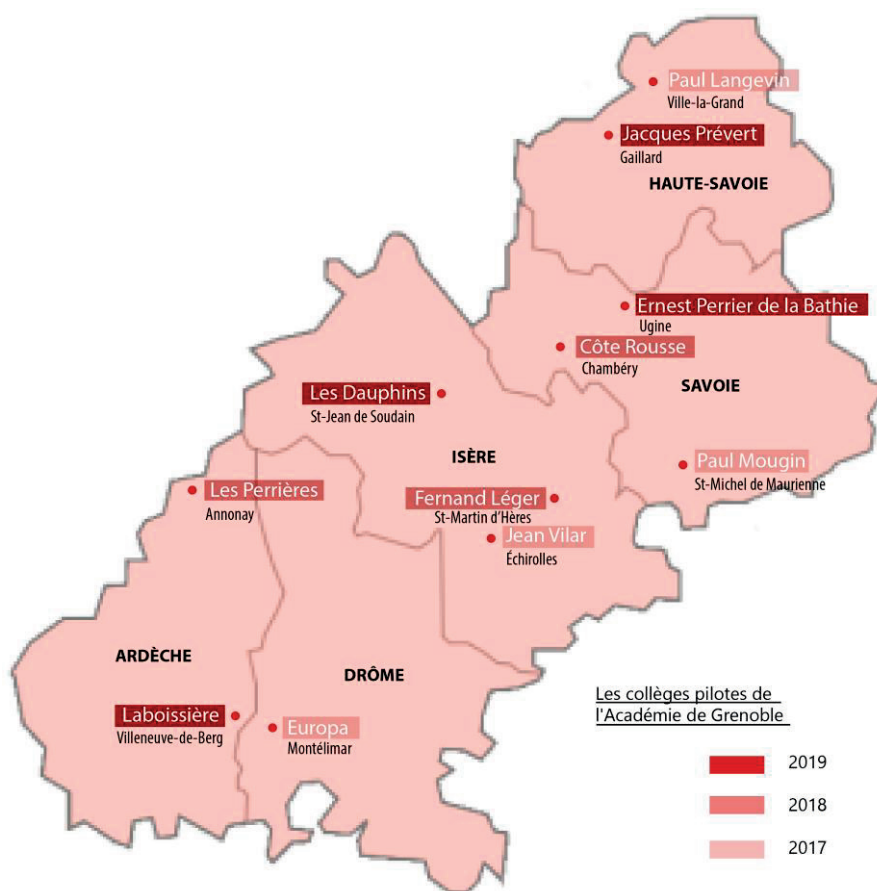 Paul Langevin
Ville-la-Grand
Jacques Prévert
Gaillard
HAUTE-SAVOIE
Ernest Perrier de la Bathie
Ugine
Côte Rousse
Chambéry
SAVOIE
Les Dauphins
St-Jean de Soudain
ISÈRE
Paul Mougin
St-Michel de Maurienne
Les Perrières
Annonay
Fernand Léger
St-Martin d'Hères
Jean Vilar
Échirolles
ARDÈCHE
DRÔME
Laboissière
Villeneuve-de-Berg
Europa
Montélimar
Les collèges pilotes de
l'Académie de Grenoble
2019
2018
2017